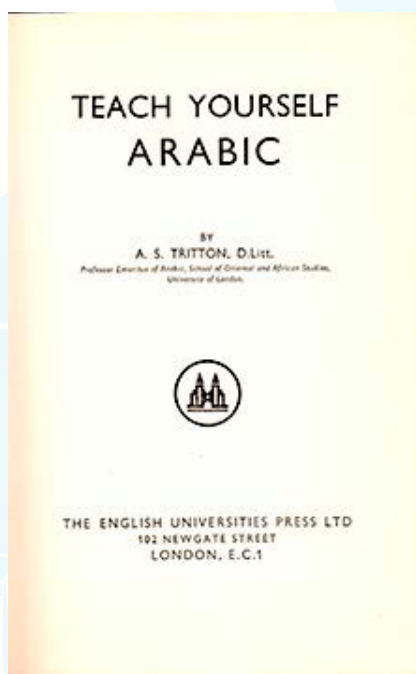 TEACH YOURSELF
ARABIC
BY
A. S. TRITTON, D.Litt.
Professor Emeritus of Arabic, School of Oriental and African Studies,
University of London.
THE ENGLISH UNIVERSITIES PRESS LTD
102 NEWGATE STREET
LONDON, E.C.1